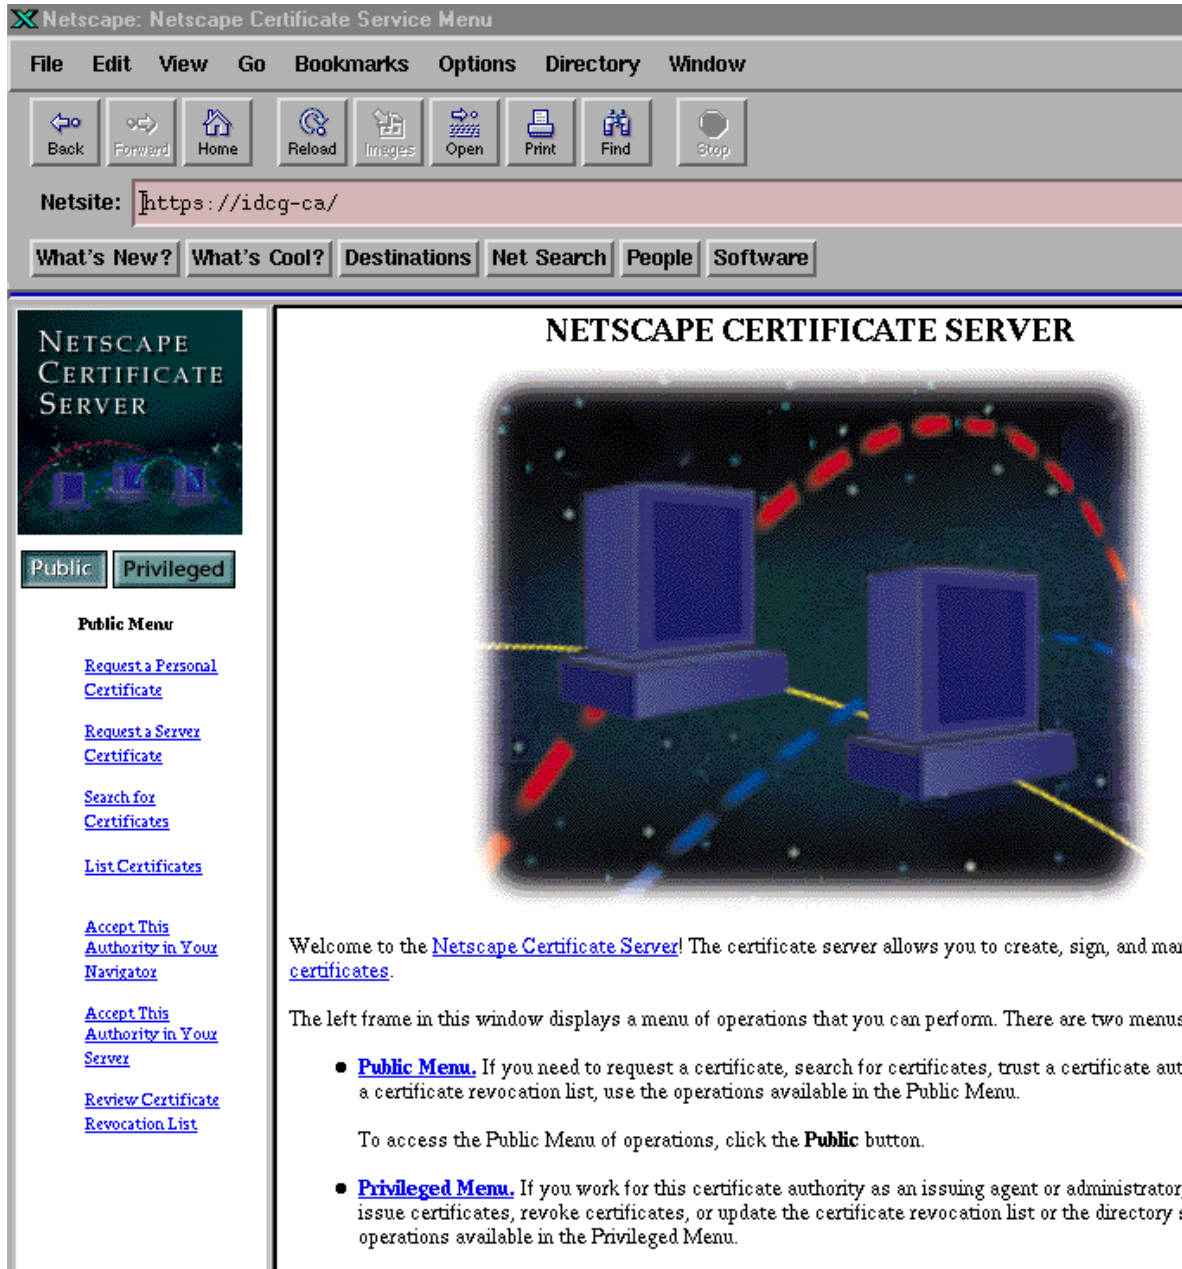 Netscape: Netscape Certificate Service Menu
File Edit View Go Bookmarks Options Directory Window
Back Forward Home Reload Images Open Print Find Stop
Netsite: https://idcg-ca/
What's New? What's Cool? Destinations Net Search People Software
NETSCAPE
CERTIFICATE
SERVER
Public Privileged
Public Menu
Request a Personal
Certificate
Request a Server
Certificate
Search for
Certificates
List Certificates
Accept This
Authority in Your
Navigator
Accept This
Authority in Your
Server
Review Certificate
Revocation List
NETSCAPE CERTIFICATE SERVER
Welcome to the Netscape Certificate Server! The certificate server allows you to create, sign, and
certificates.
The left frame in this window displays a menu of operations that you can perform. There are two menus
● Public Menu. If you need to request a certificate, search for certificates, trust a certificate
a certificate revocation list, use the operations available in the Public Menu.
To access the Public Menu of operations, click the Public button.
● Privileged Menu. If you work for this certificate authority as an issuing agent or administrator,
issue certificates, revoke certificates, or update the certificate revocation list or the directory
operations available in the Privileged Menu.